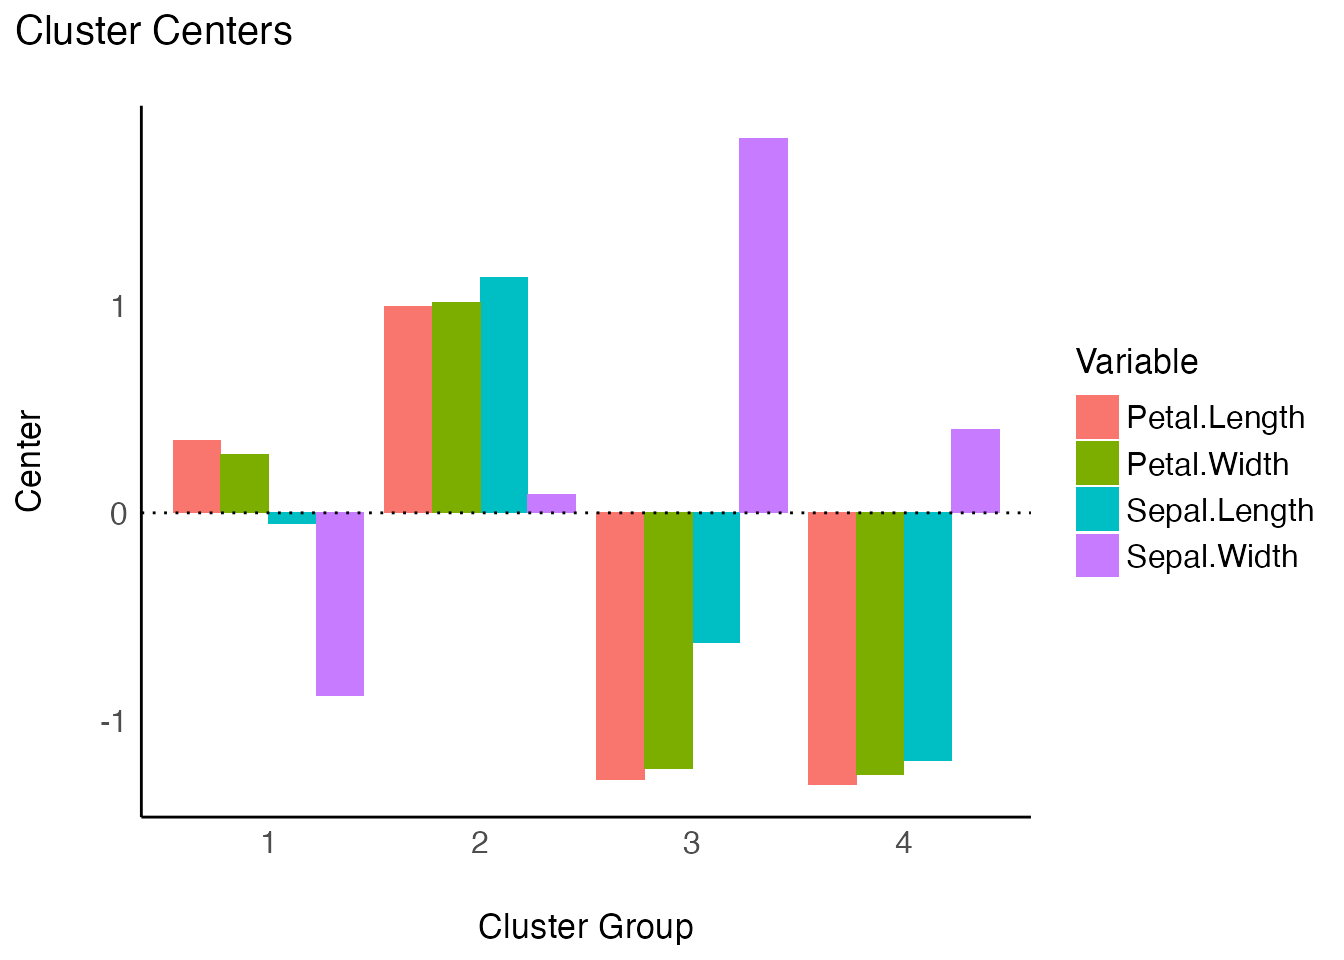 Cluster Centers
1
0
-1
Center
1 2 3 4
Cluster Group
Variable
Petal.Length
Petal.Width
Sepal.Length
Sepal.Width